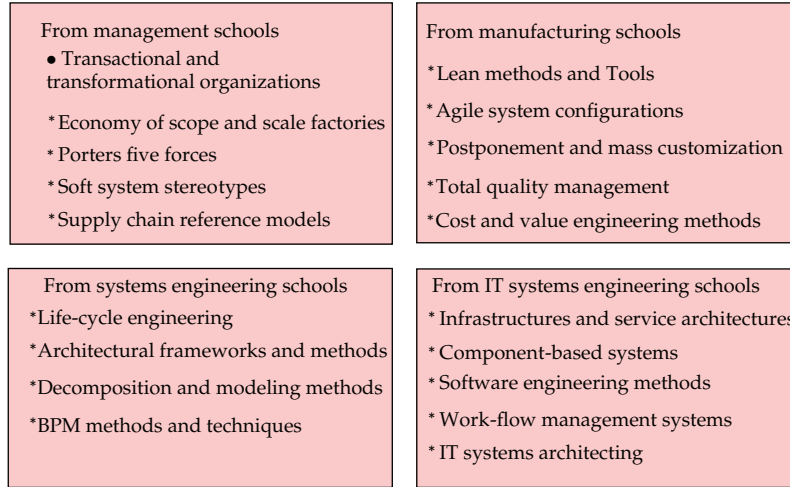 From management schools
• Transactional and
transformational organizations
*Economy of scope and scale factories
*Porters five forces
*Soft system stereotypes
*Supply chain reference models
From manufacturing schools
*Lean methods and Tools
*Agile system configurations
*Postponement and mass customization
*Total quality management
*Cost and value engineering methods
From systems engineering schools
*Life-cycle engineering
*Architectural frameworks and methods
*Decomposition and modeling methods
*BPM methods and techniques
From IT systems engineering schools
*Infrastructures and service architectures
*Component-based systems
*Software engineering methods
*Work-flow management systems
*IT systems architecting